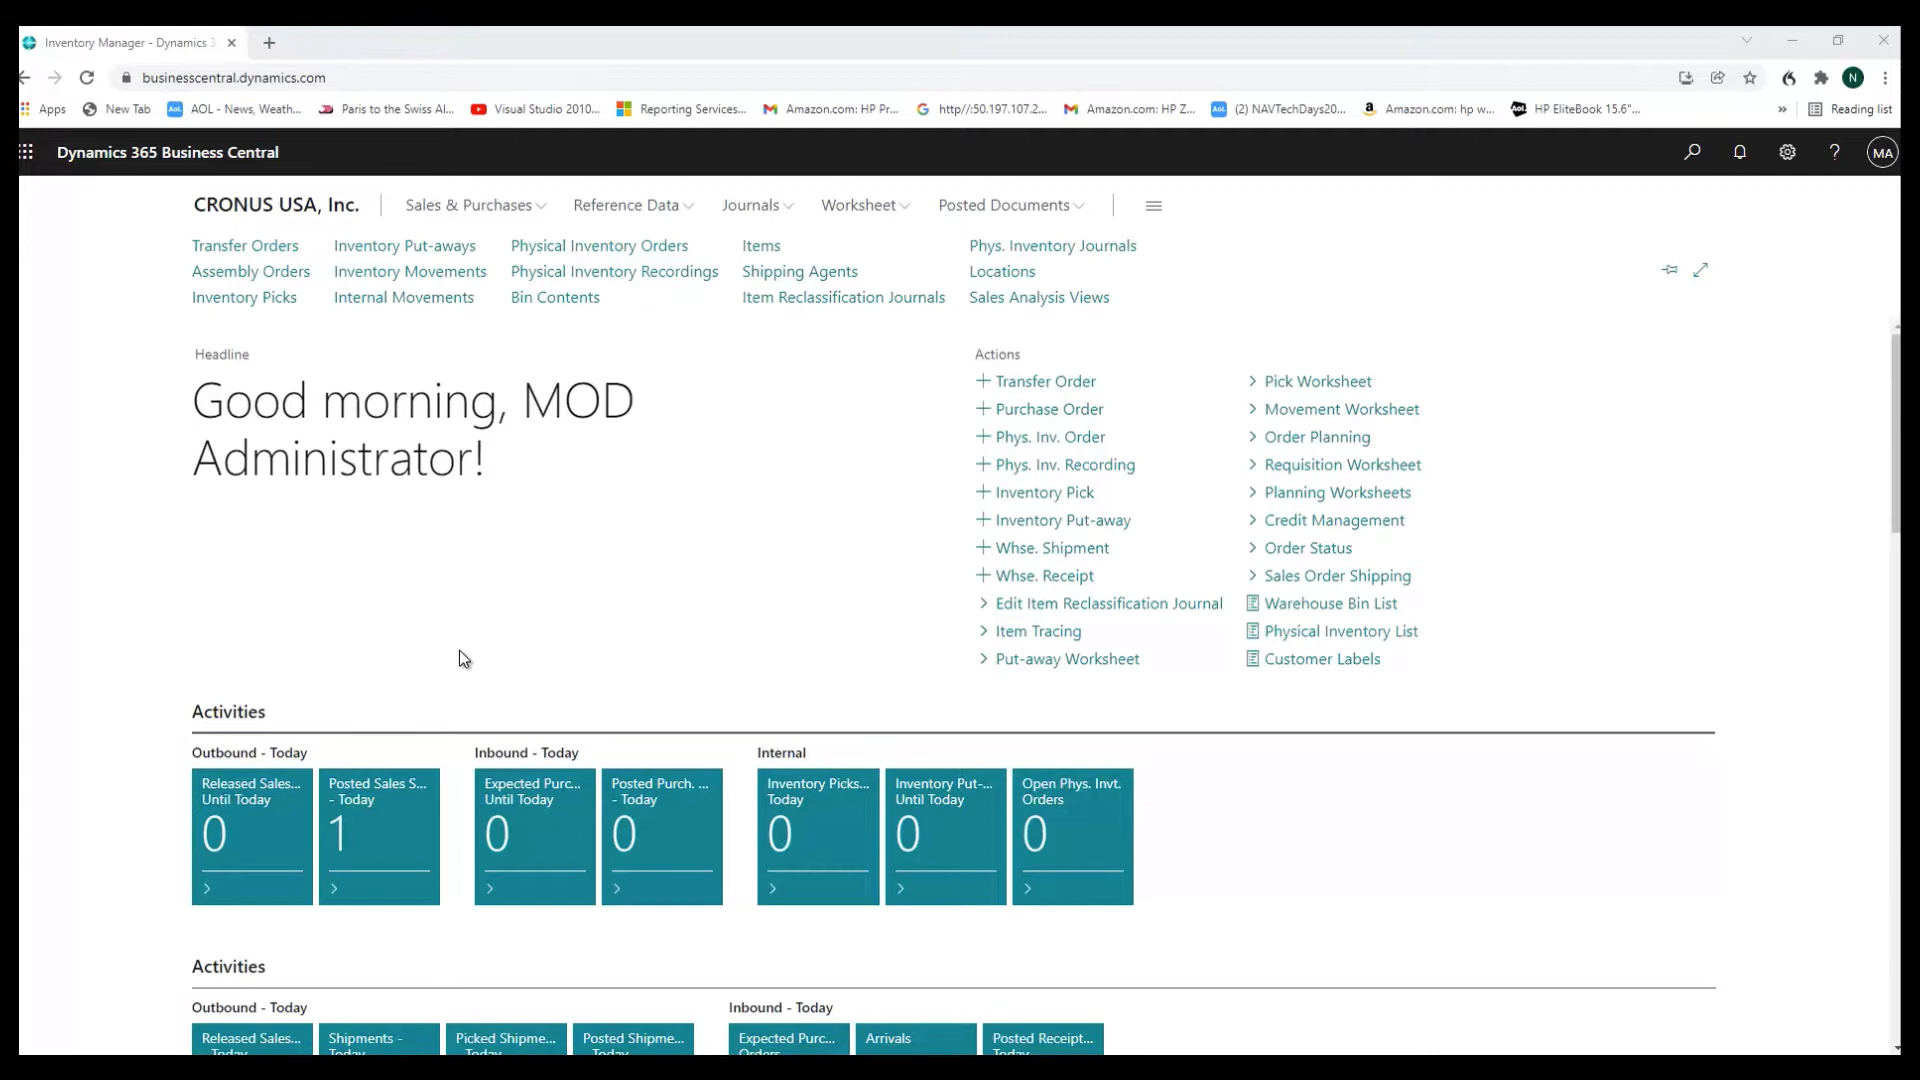 Inventory Manager - Dynamics 3
businesscentral.dynamics.com
N
Apps
New Tab
AOL - News, Weath...
Paris to the Swiss Al...
Visual Studio 2010...
Reporting Services...
Amazon.com: HP Pr...
http//:50.197.107.2...
Amazon.com: HP Z...
(2) NAVTechDays20...
Amazon.com: hp w...
HP EliteBook 15.6"...
»
Reading list
Dynamics 365 Business Central
?
MA
CRONUS USA, Inc.
Sales & Purchases
Reference Data
Journals
Worksheet
Posted Documents
Transfer Orders
Inventory Put-aways
Physical Inventory Orders
Items
Phys. Inventory Journals
Assembly Orders
Inventory Movements
Physical Inventory Recordings
Shipping Agents
Locations
Inventory Picks
Internal Movements
Bin Contents
Item Reclassification Journals
Sales Analysis Views
Headline
Good morning, MOD
Administrator!
Actions
Transfer Order
Purchase Order
Phys. Inv. Order
Phys. Inv. Recording
Inventory Pick
Inventory Put-away
Whse. Shipment
Whse. Receipt
Edit Item Reclassification Journal
Item Tracing
Put-away Worksheet
Pick Worksheet
Movement Worksheet
Order Planning
Requisition Worksheet
Planning Worksheets
Credit Management
Order Status
Sales Order Shipping
Warehouse Bin List
Physical Inventory List
Customer Labels
Activities
Outbound - Today
Released Sales...
Until Today
0
Posted Sales S...
- Today
1
Inbound - Today
Expected Purc...
Until Today
0
Posted Purch. ...
- Today
0
Internal
Inventory Picks...
Today
0
Inventory Put-...
Until Today
0
Open Phys. Invt.
Orders
0
Activities
Outbound - Today
Released Sales...
- Today
Shipments -
Today
Picked Shipme...
- Today
Posted Shipme...
- Today
Inbound - Today
Expected Purc...
Orders
Arrivals
Posted Receipt...
Today